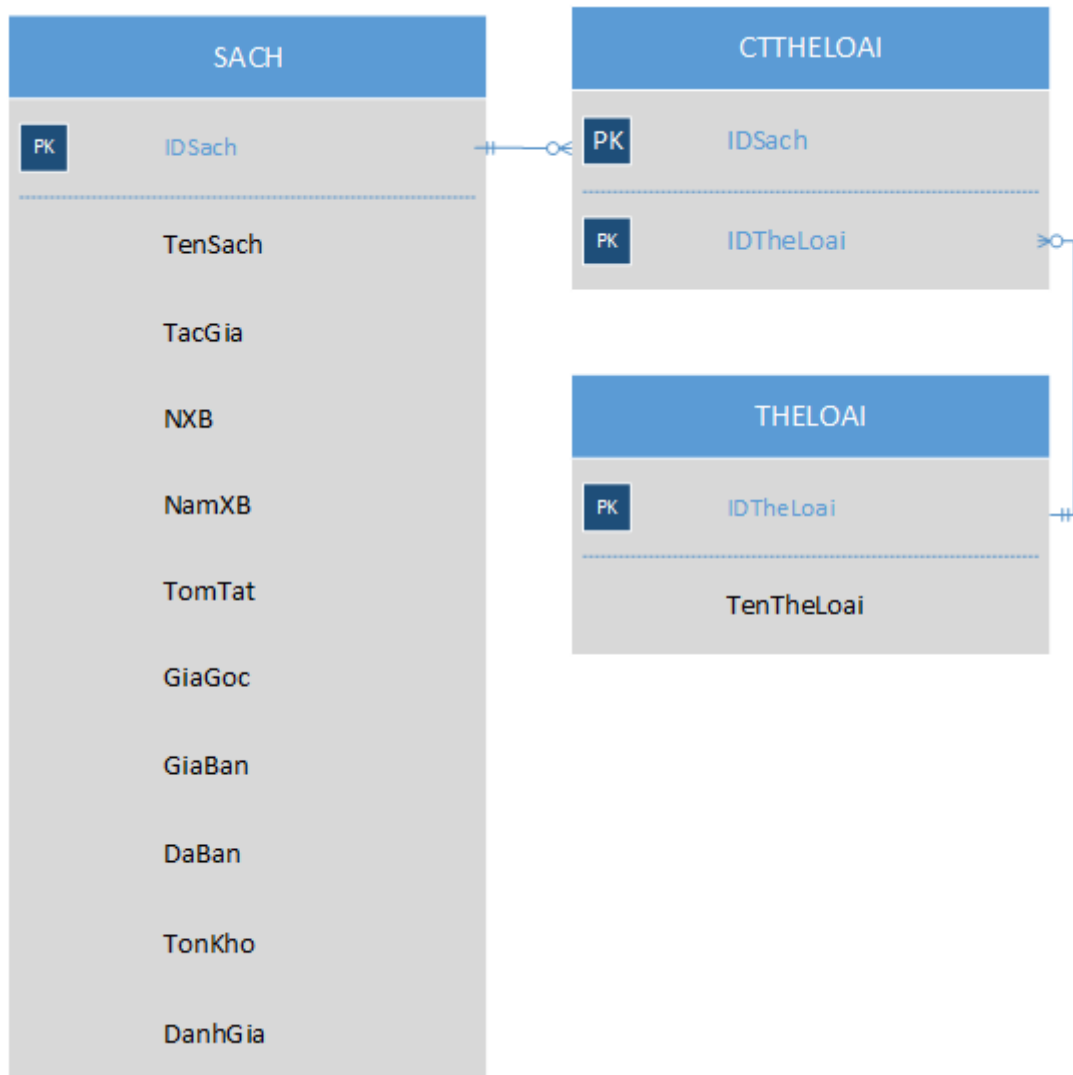 SACH
PK IDSach
TenSach
TacGia
NXB
NamXB
TomTat
GiaGoc
GiaBan
DaBan
TonKho
DanhGia
CTTHELOAI
PK IDSach
PK IDTheLoai
THELOAI
PK IDTheLoai
TenTheLoai